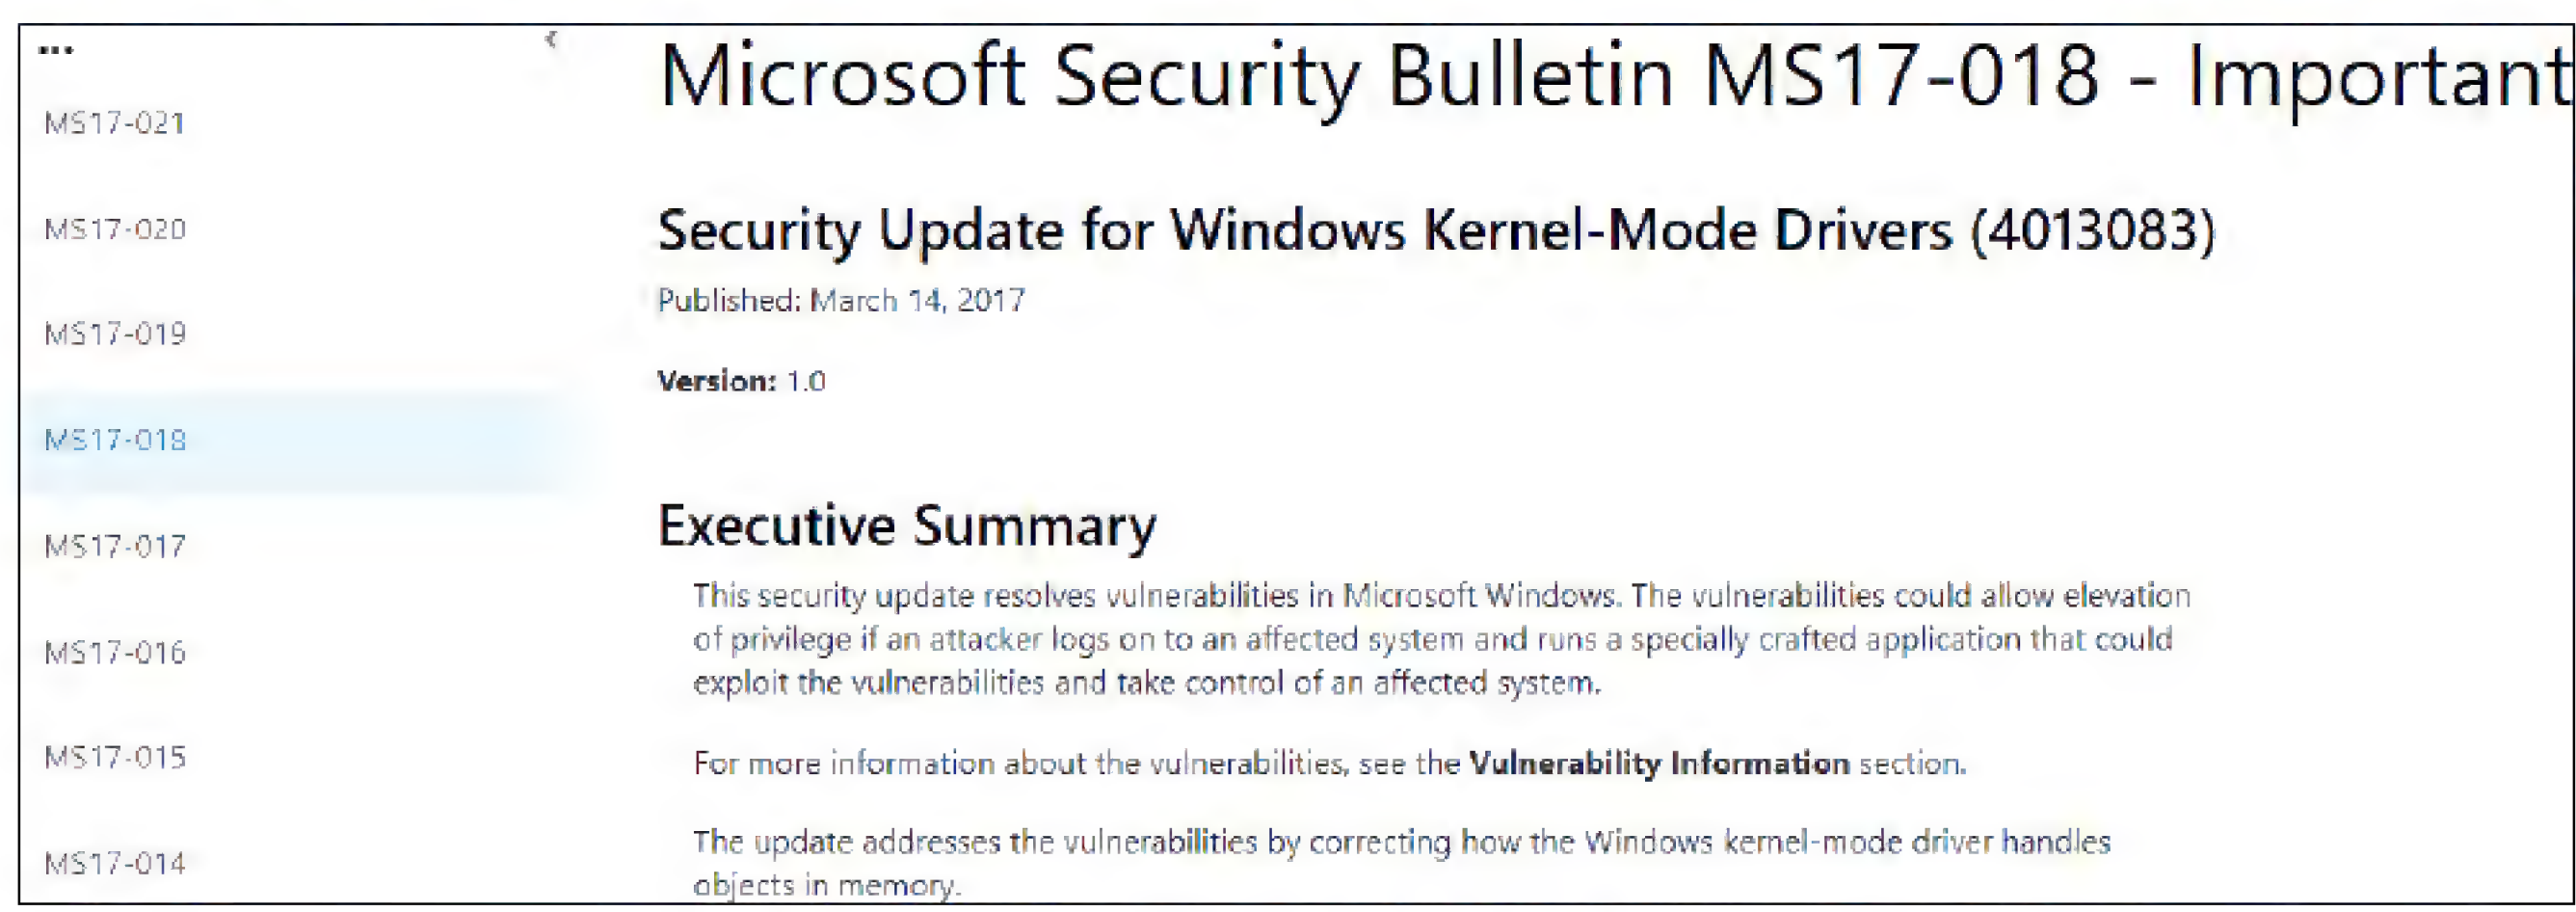 ...
MS17-021
MS17-020
MS17-019
MS17-018
MS17-017
MS17-016
MS17-015
MS17-014
Microsoft Security Bulletin MS17-018 - Important
Security Update for Windows Kernel-Mode Drivers (4013083)
Published: March 14, 2017
Version: 1.0
Executive Summary
This security update resolves vulnerabilities in Microsoft Windows. The vulnerabilities could allow elevation
of privilege if an attacker logs on to an affected system and runs a specially crafted application that could
exploit the vulnerabilities and take control of an affected system.
For more information about the vulnerabilities, see the Vulnerability Information section.
The update addresses the vulnerabilities by correcting how the Windows kernel-mode driver handles
objects in memory.